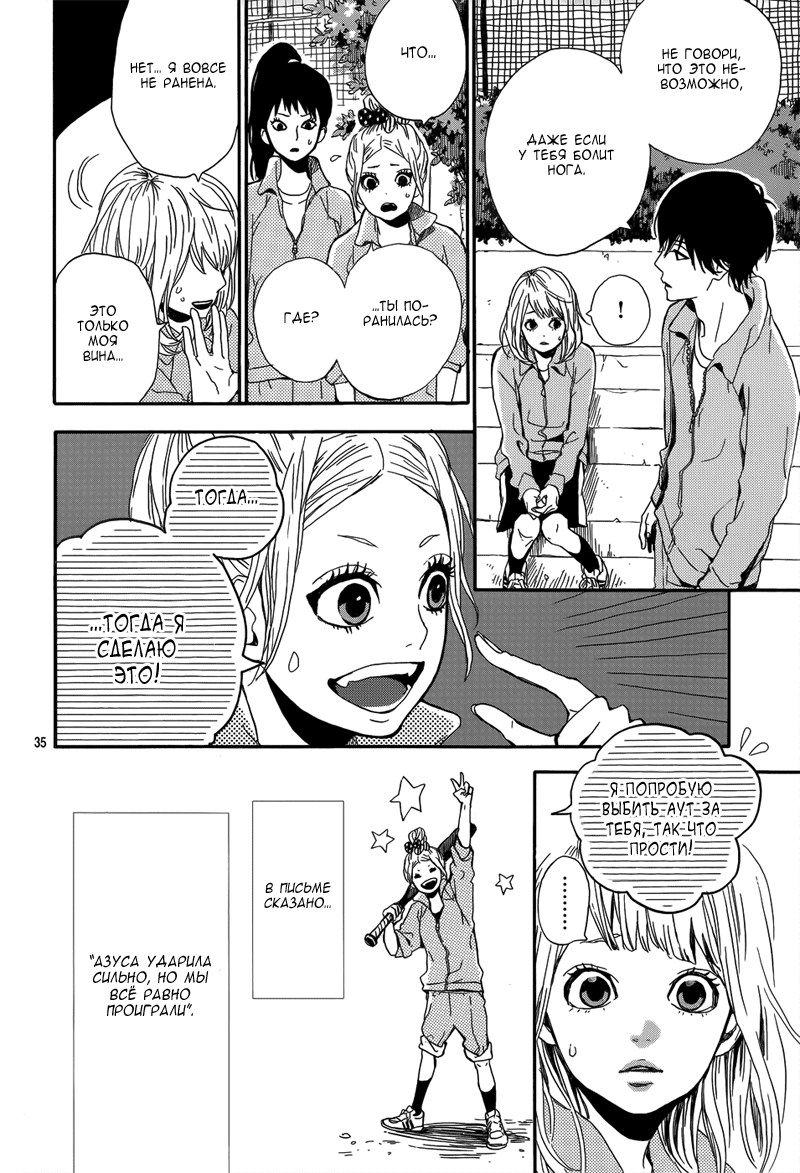 НЕ ГОВОРИ,
ЧТО ЭТО НЕ-
ВОЗМОЖНО,
ДАЖЕ ЕСЛИ
У ТЕБЯ БОЛИТ
НОГА.
!
ЧТО...
...ТЫ ПО-
РАНИЛАСЬ?
ГДЕ?
НЕТ... Я ВОВСЕ
НЕ РАНЕНА.
ЭТО
ТОЛЬКО
МОЯ
ВИНА...
ТОГДА...
...ТОГДА Я
СДЕЛАЮ
ЭТО!
35
Я ПОПРОБУЮ
ВЫБИТЬ АУТ ЗА
ТЕБЯ, ТАК ЧТО
ПРОСТИ!
........
В ПИСЬМЕ
СКАЗАНО...
"АЗУСА УДАРИЛА
СИЛЬНО, НО МЫ
ВСЁ РАВНО
ПРОИГРАЛИ".